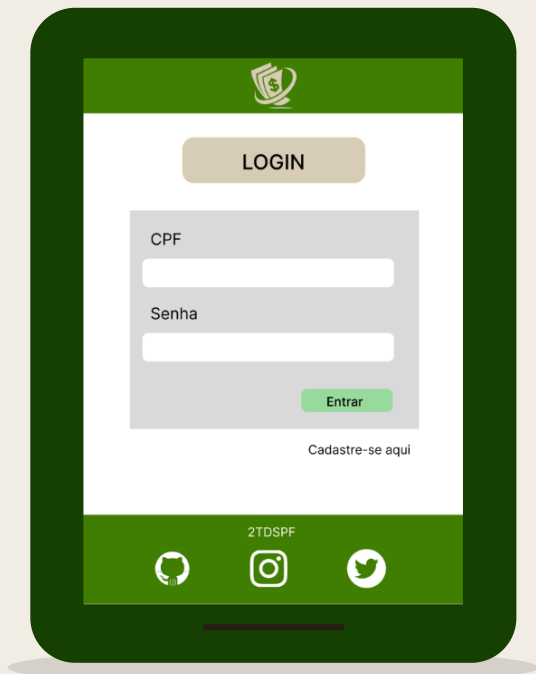 $
LOGIN
CPF
Senha
Entrar
Cadastre-se aqui
2TDSPF